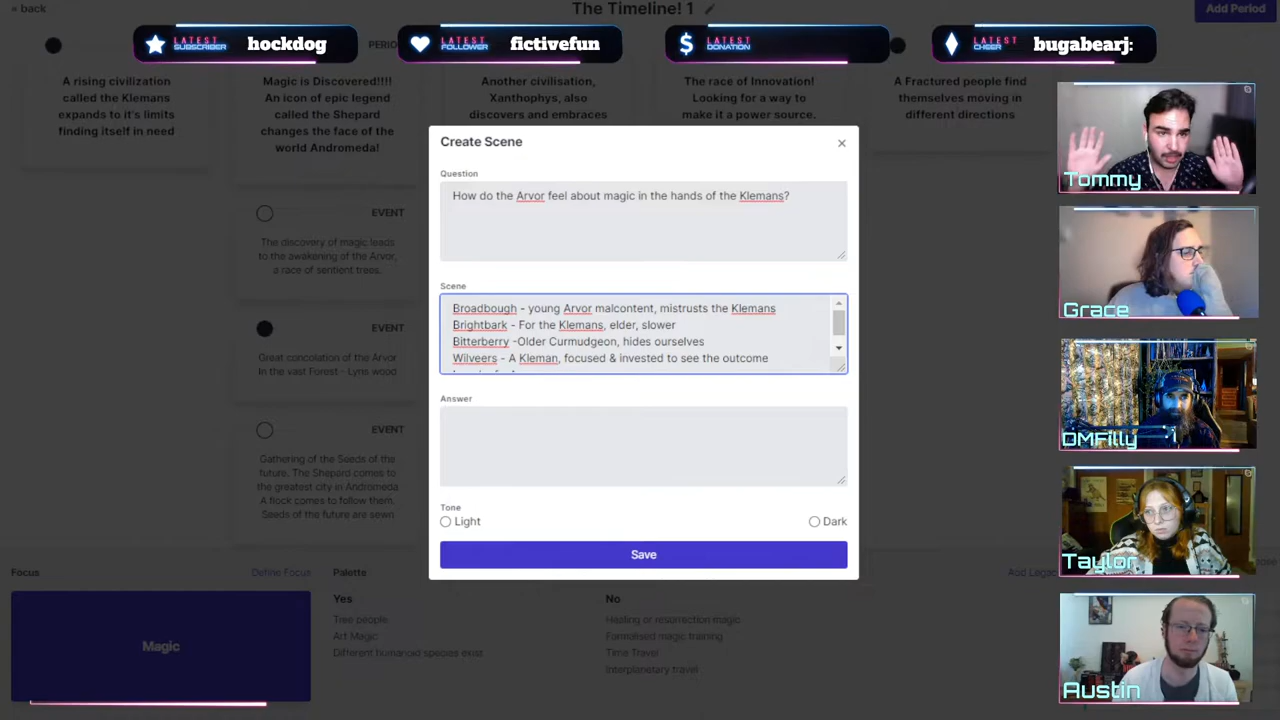 < back
The Timeline! 1
Add Period
LATEST SUBSCRIBER
hockdog
LATEST FOLLOWER
fictivefun
LATEST DONATION
LATEST CHEER
bugabearj:
A rising civilization
called the Klemans
expands to it's limits
finding itself in need
Magic is Discovered!!!!
An icon of epic legend
called the Shepard
changes the face of the
world Andromeda!
Another civilisation,
Xanthophys, also
discovers and embraces
The race of Innovation!
Looking for a way to
make it a power source.
A Fractured people find
themselves moving in
different directions
EVENT
The discovery of magic leads
to the awakening of the Arvor,
a race of sentient trees.
EVENT
Great concolation of the Arvor
In the vast Forest - Lyns wood
EVENT
Gathering of the Seeds of the
future. The Shepard comes to
the greatest city in Andromeda
A flock comes to follow them.
Seeds of the future are sewn
Create Scene
×
Question
How do the Arvor feel about magic in the hands of the Klemans?
Scene
Broadbough - young Arvor malcontent, mistrusts the Klemans
Brightbark - For the Klemans, elder, slower
Bitterberry -Older Curmudgeon, hides ourselves
Wilveers - A Kleman, focused & invested to see the outcome
Answer
Tone
Light
Dark
Save
Focus
Define Focus
Magic
Palette
Yes
Tree people
Art Magic
Different humanoid species exist
No
Healing or resurrection magic
Formalised magic training
Time Travel
Interplanetary travel
Add Legac
Tommy
Grace
DMFilly
Taylor
Austin